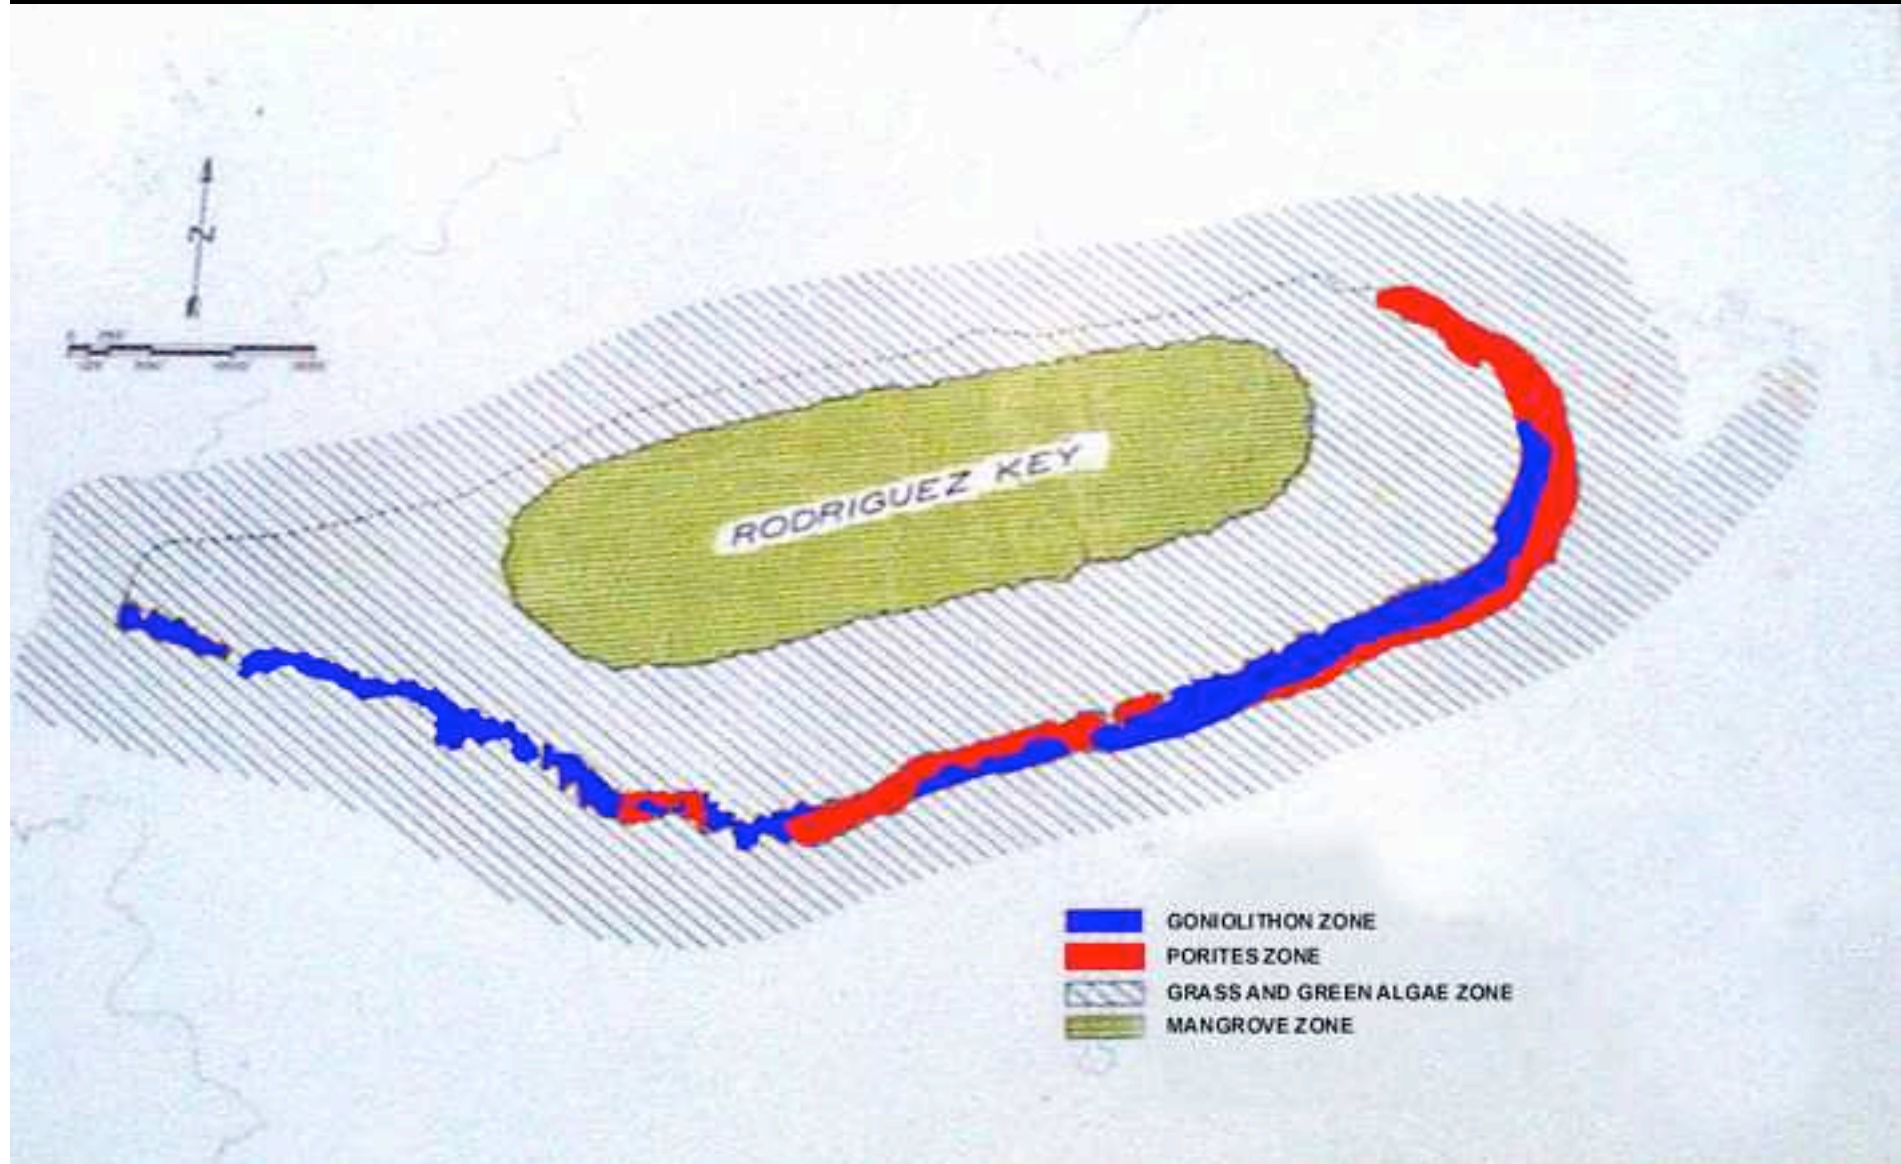 N
RODRIGUEZ KEY
GONIOLITHON ZONE
PORITES ZONE
GRASS AND GREEN ALGAE ZONE
MANGROVE ZONE